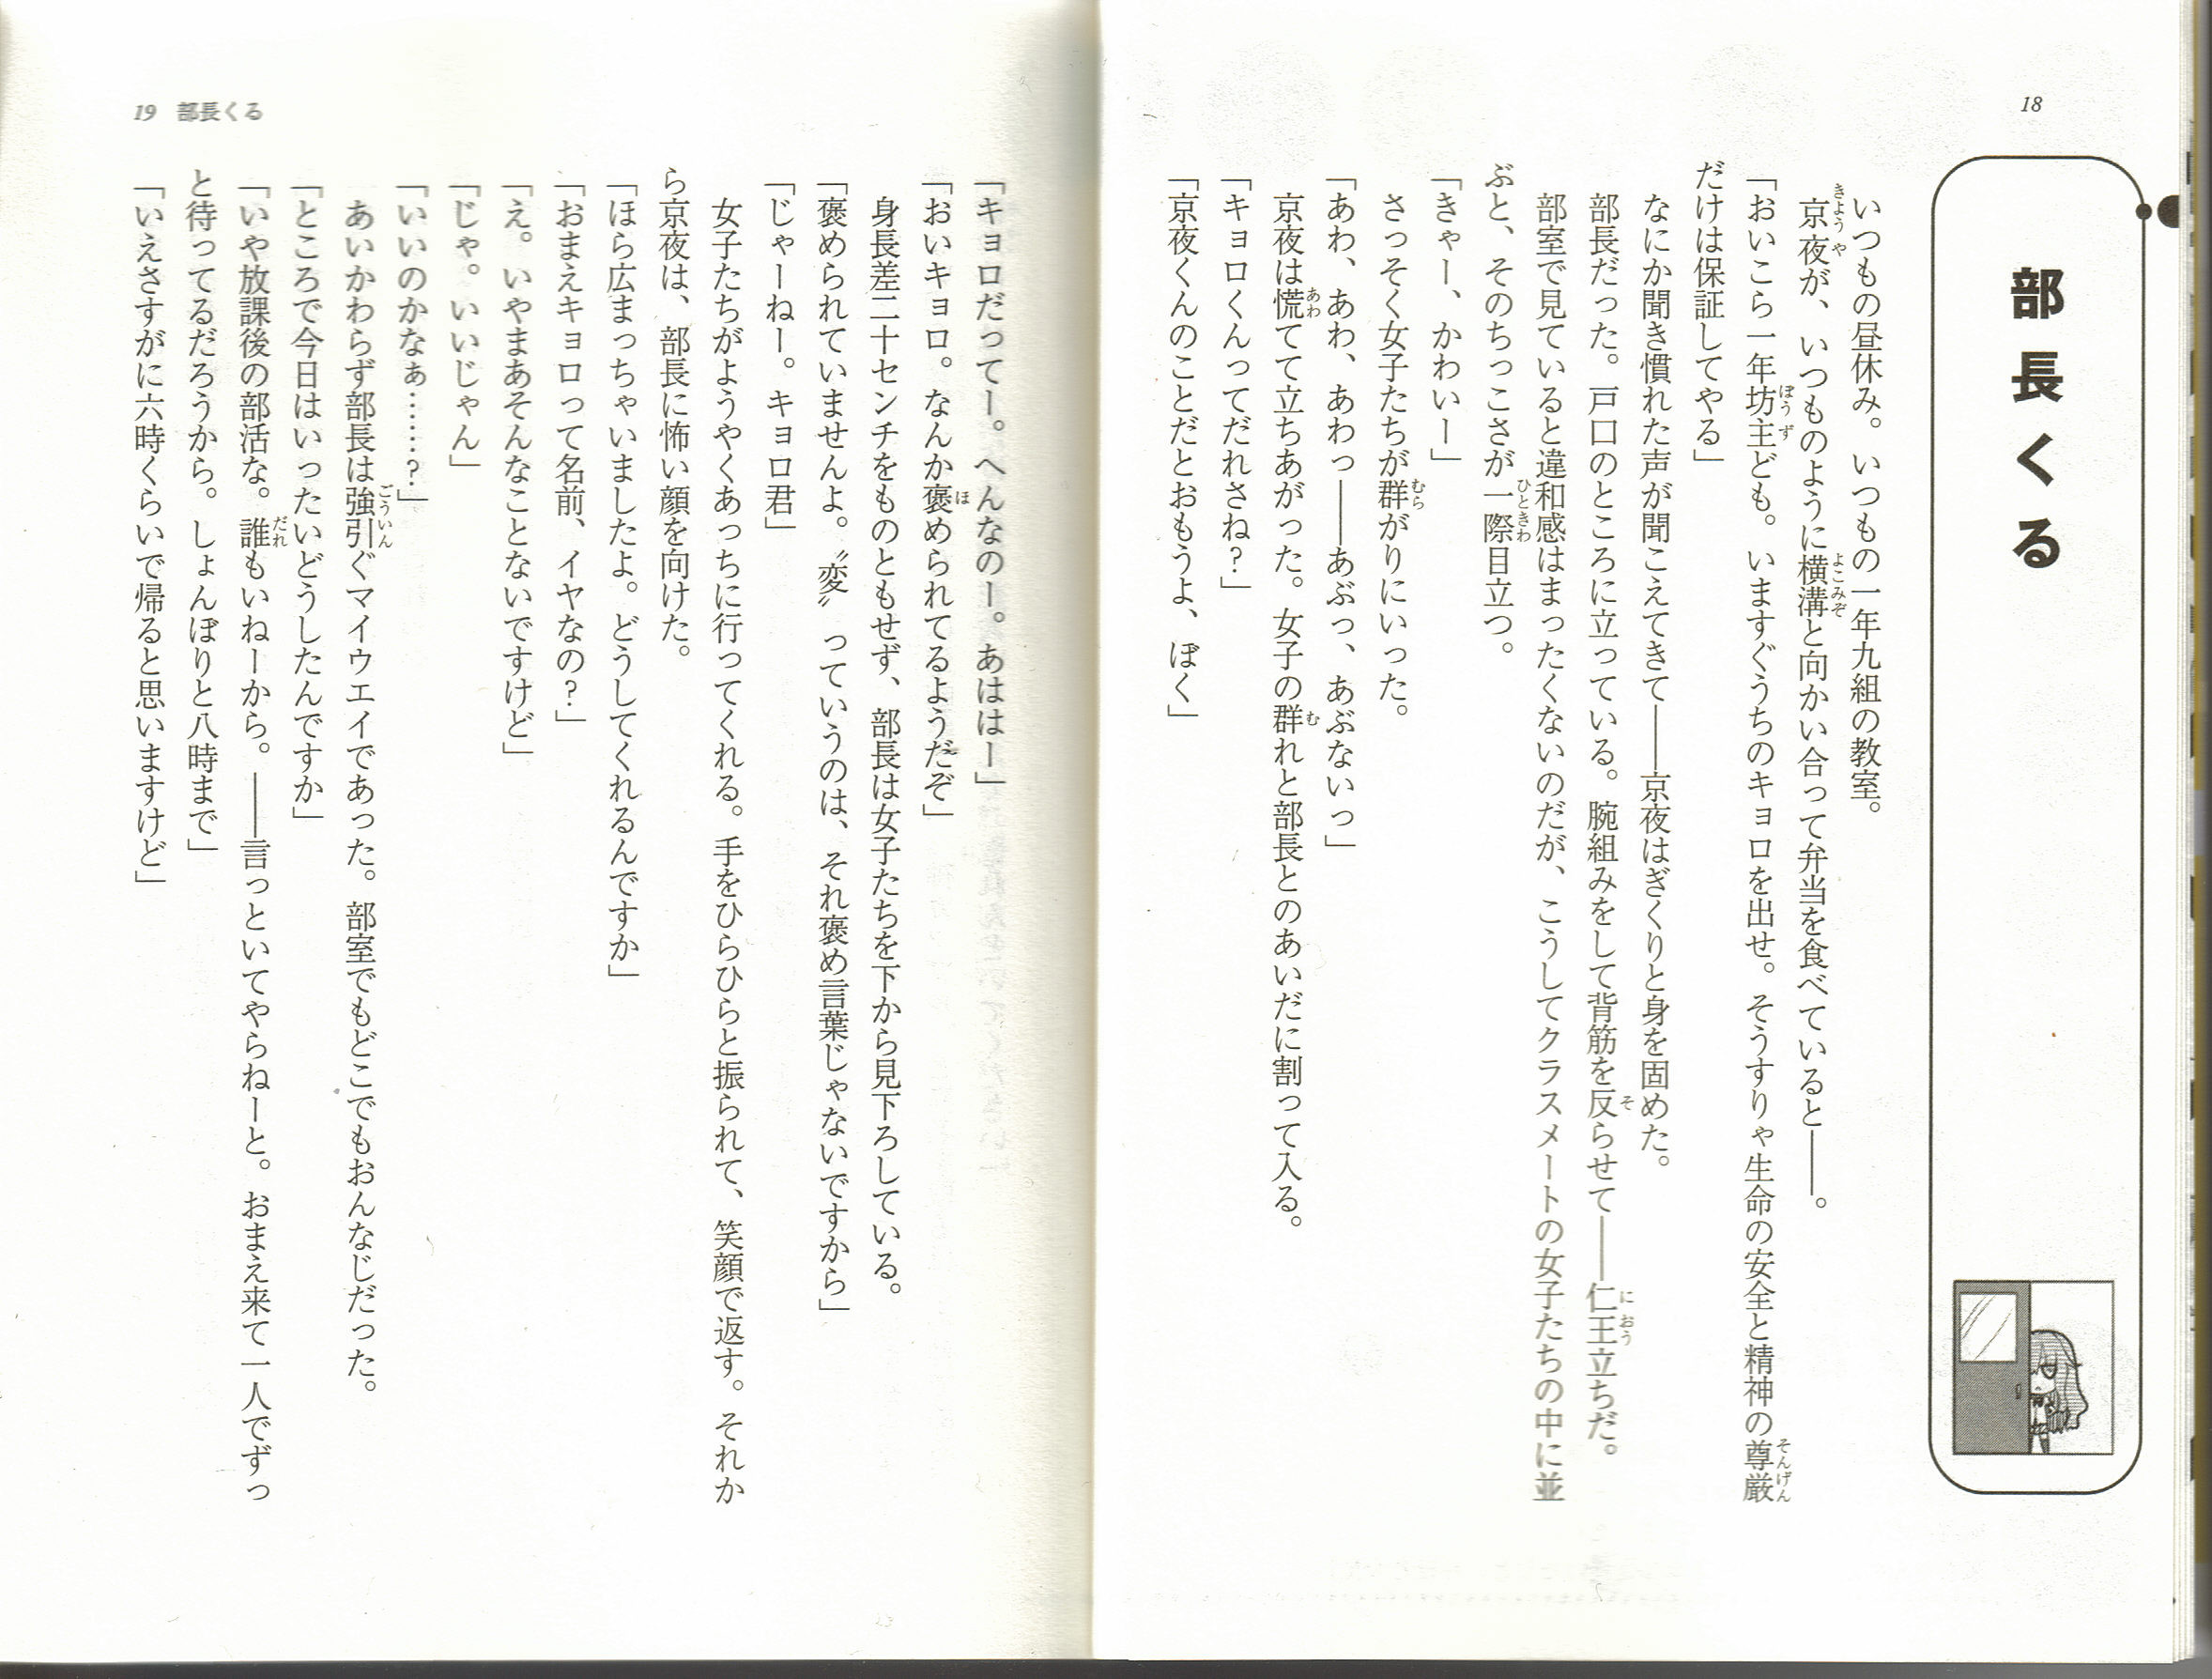 18
部長くる
いつもの昼休み。いつもの一年九組の教室。
京夜が、いつものように横溝と向かい合って弁当を食べていると――。
「おいこら一年坊主ども。いますぐうちのキョロを出せ。そうすりゃ生命の安全と精神の尊厳
だけは保証してやる」
なにか聞き慣れた声が聞こえてきて――京夜はぎくりと身を固めた。
部長だった。戸口のところに立っている。腕組みをして背筋を反らせて――仁王立ちだ。
部室で見ていると違和感はまったくないのだが、こうしてクラスメートの女子たちの中に並
ぶと、そのちっこさが一際目立つ。
「きゃー、かわいー」
さっそく女子たちが群がりにいった。
「あわ、あわ、あわ、あわっ――あぶっ、あぶないっ」
京夜は慌てて立ちあがった。女子の群れと部長とのあいだに割って入る。
「キョロくんってだれさね？」
「京夜くんのことだとおもうよ、ぼく」
19 部長くる
「キョロだってー。へんなのー。あははー」
「おいキョロ。なんか褒められてるようだぞ」
身長差二十センチをものともせず、部長は女子たちを下から見下ろしている。
「褒められていませんよ。〝変〟っていうのは、それ褒め言葉じゃないですから」
「じゃーねー。キョロ君」
女子たちがようやくあっちに行ってくれる。手をひらひらと振られて、笑顔で返す。それか
ら京夜は、部長に怖い顔を向けた。
「ほら広まっちゃいましたよ。どうしてくれるんですか」
「おまえキョロって名前、イヤなの？」
「え。いやまあそんなことないですけど」
「じゃ。いいじゃん」
「いいのかなぁ……？」
あいかわらず部長は強引ぐマイウエイであった。部室でもどこでもおんなじだった。
「ところで今日はいったいどうしたんですか」
「いや放課後の部活な。誰もいねーから。――言っといてやらねーと。おまえ来て一人でずっ
と待ってるだろうから。しょんぼりと八時まで」
「いえさすがに六時くらいで帰ると思いますけど」